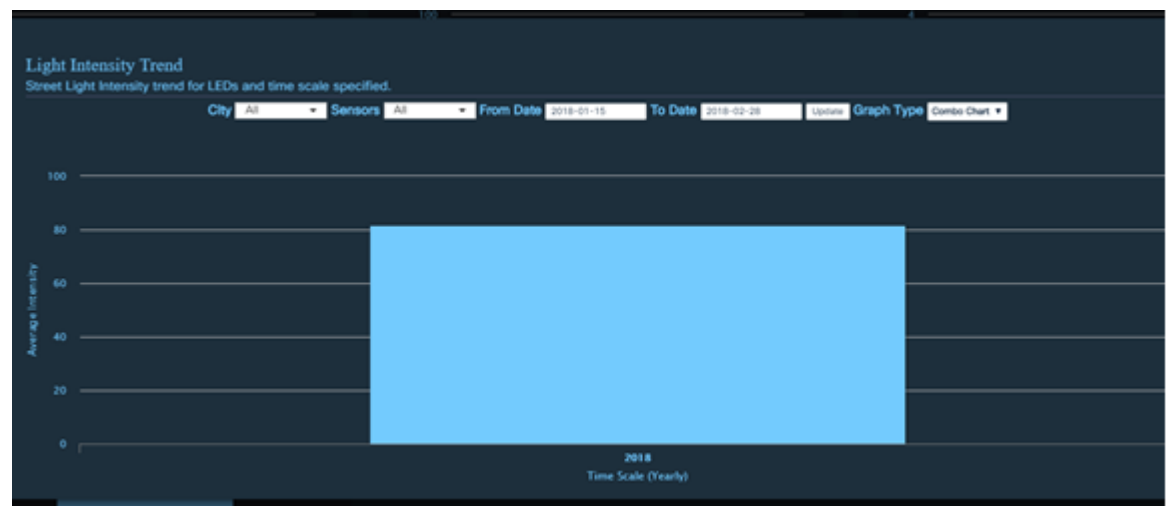 100 4
Light Intensity Trend
Street Light Intensity trend for LEDs and time scale specified.
City All Sensors All From Date 2018-01-15 To Date 2018-02-28 Update Graph Type Combo Chart
100
80
60
40
20
0
Average Intensity
2018
Time Scale (Yearly)